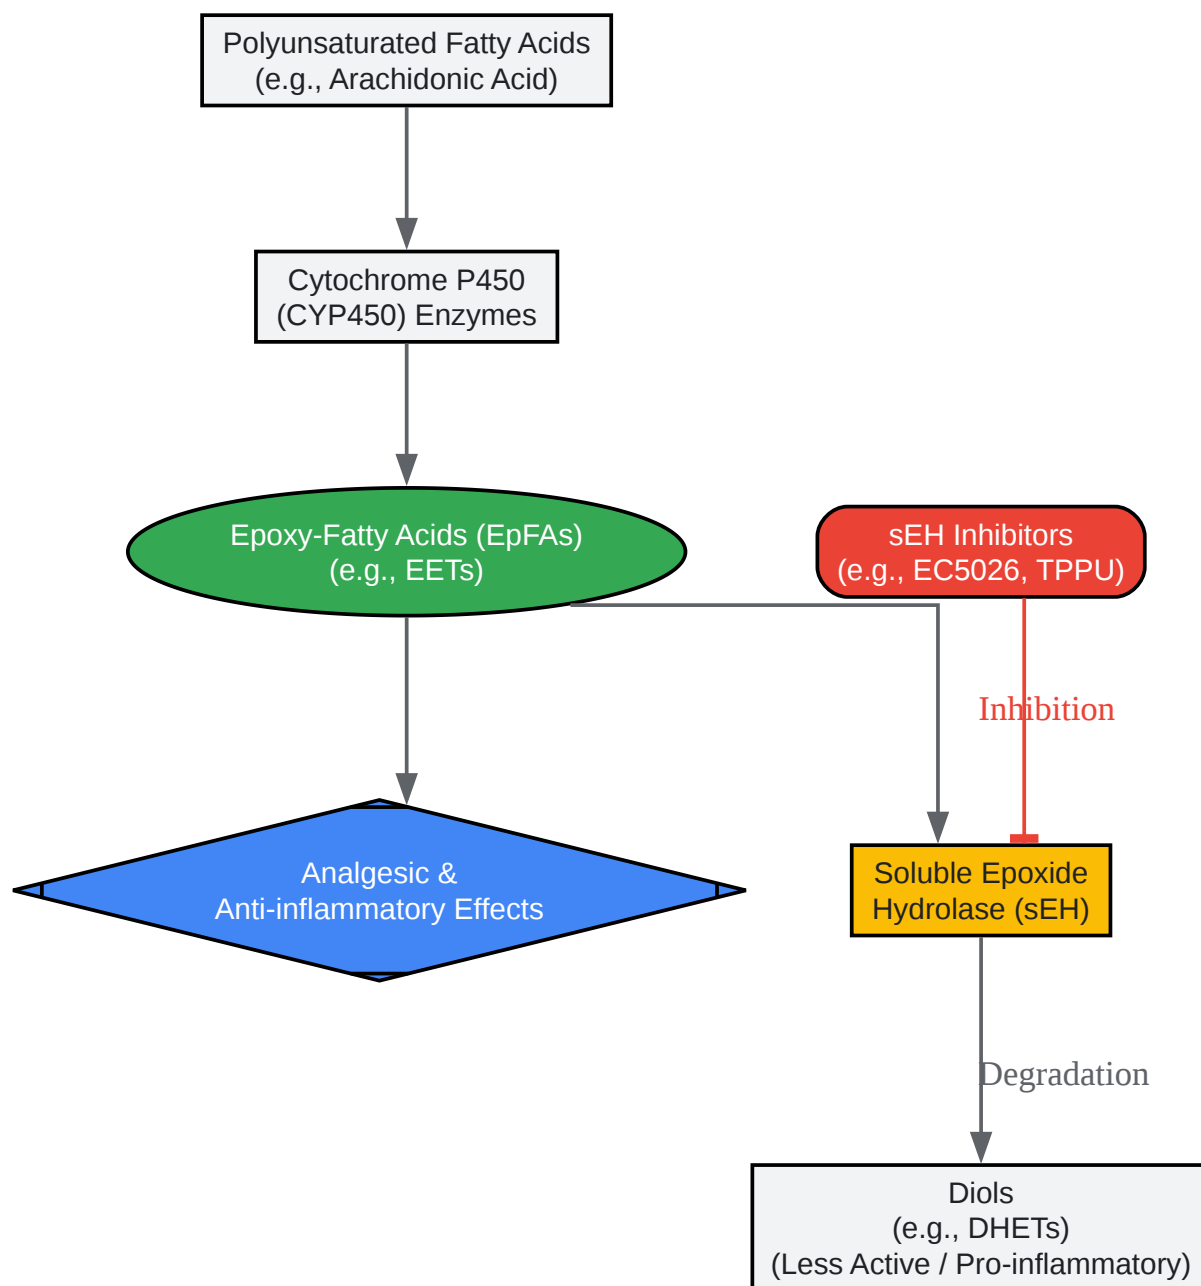 Polyunsaturated Fatty Acids
(e.g., Arachidonic Acid)
Cytochrome P450
(CYP450) Enzymes
Epoxy-Fatty Acids (EpFAs)
(e.g., EETs)
sEH Inhibitors
(e.g., EC5026, TPPU)
Inhibition
Analgesic &
Anti-inflammatory Effects
Soluble Epoxide
Hydrolase (sEH)
Degradation
Diols
(e.g., DHETs)
(Less Active / Pro-inflammatory)